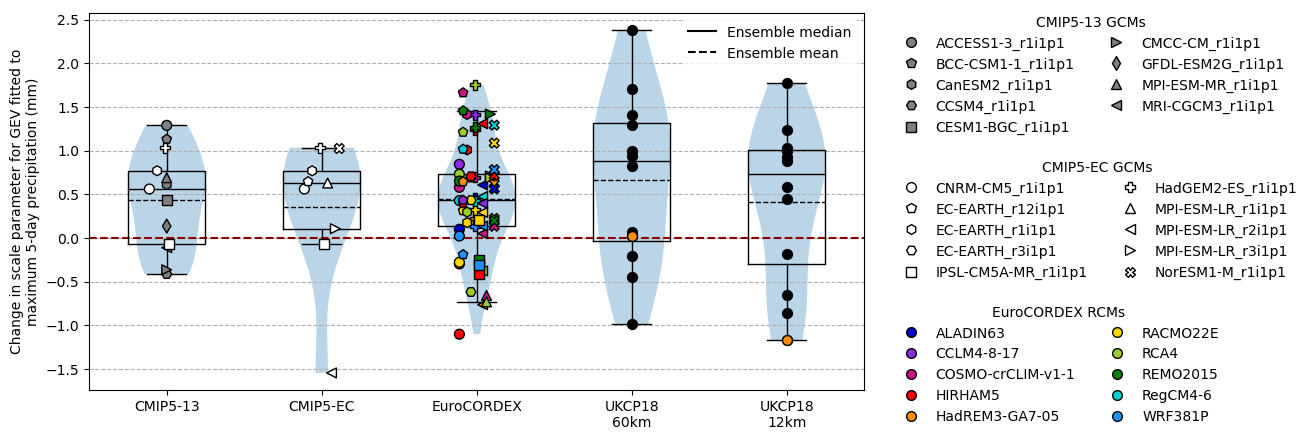 Change in scale parameter for GEV fitted to
maximum 5-day precipitation (mm)
2.5
2.0
1.5
1.0
0.5
0.0
−0.5
−1.0
−1.5
Ensemble median
Ensemble mean
CMIP5-13
CMIP5-EC
EuroCORDEX
UKCP18
60km
UKCP18
12km
CMIP5-13 GCMs
ACCESS1-3_r1i1p1
BCC-CSM1-1_r1i1p1
CanESM2_r1i1p1
CCSM4_r1i1p1
CESM1-BGC_r1i1p1
CMCC-CM_r1i1p1
GFDL-ESM2G_r1i1p1
MPI-ESM-MR_r1i1p1
MRI-CGCM3_r1i1p1
CMIP5-EC GCMs
CNRM-CM5_r1i1p1
EC-EARTH_r12i1p1
EC-EARTH_r1i1p1
EC-EARTH_r3i1p1
IPSL-CM5A-MR_r1i1p1
HadGEM2-ES_r1i1p1
MPI-ESM-LR_r1i1p1
MPI-ESM-LR_r2i1p1
MPI-ESM-LR_r3i1p1
NorESM1-M_r1i1p1
EuroCORDEX RCMs
ALADIN63
CCLM4-8-17
COSMO-crCLIM-v1-1
HIRHAM5
HadREM3-GA7-05
RACMO22E
RCA4
REMO2015
RegCM4-6
WRF381P